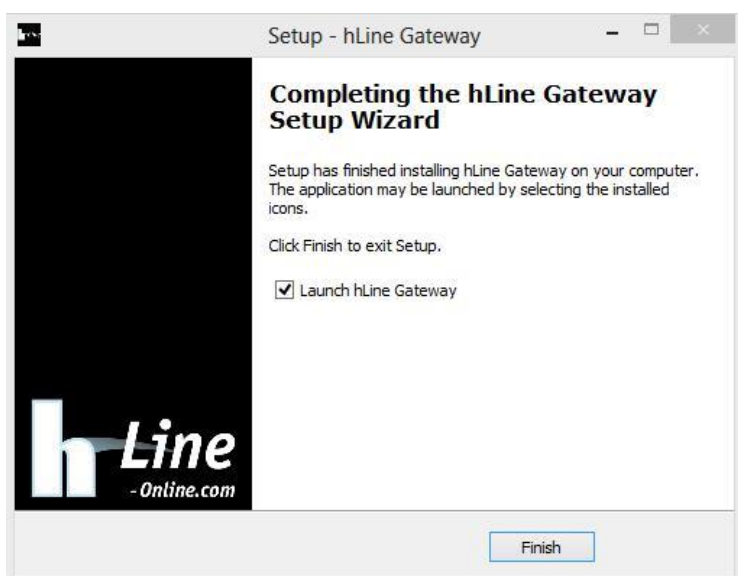 Setup - hLine Gateway
Completing the hLine Gateway
Setup Wizard
Setup has finished installing hLine Gateway on your computer.
The application may be launched by selecting the installed
icons.
Click Finish to exit Setup.
Launch hLine Gateway
h Line
- Online.com
Finish